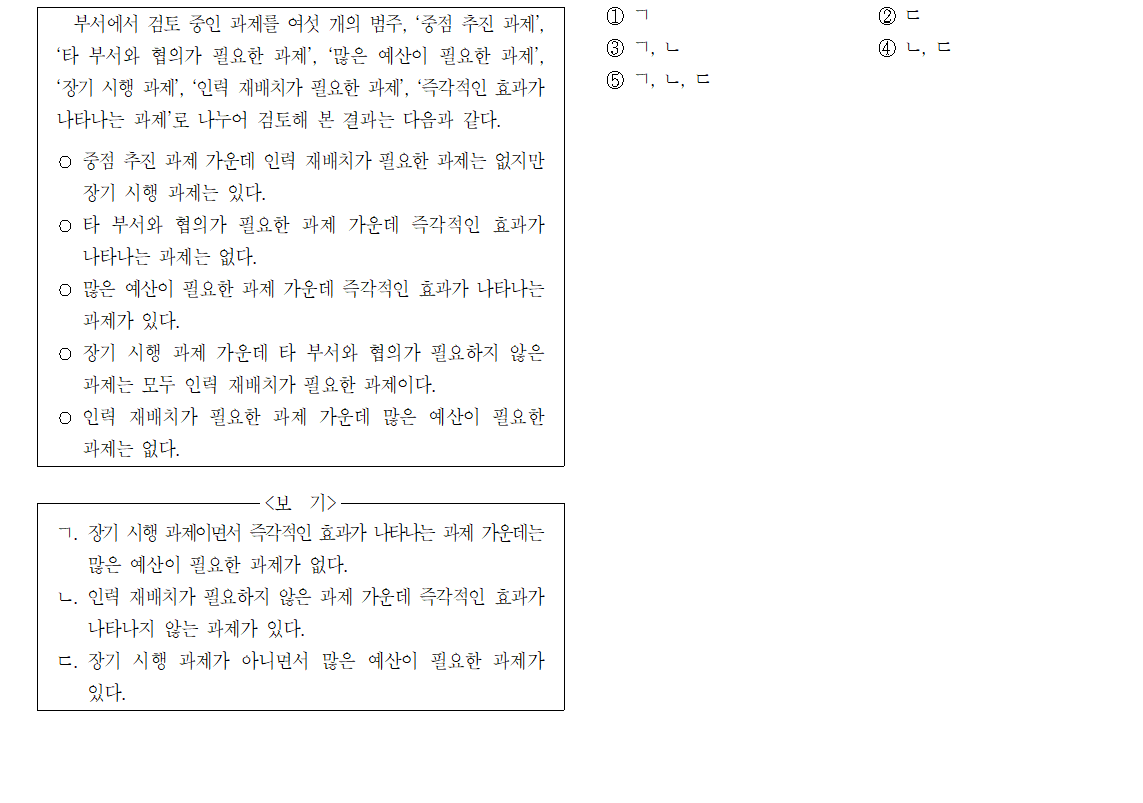 부서에서 검토 중인 과제를 여섯 개의 범주, ‘중점 추진 과제’,
‘타 부서와 협의가 필요한 과제’, ‘많은 예산이 필요한 과제’,
‘장기 시행 과제’, ‘인력 재배치가 필요한 과제’, ‘즉각적인 효과가
나타나는 과제’로 나누어 검토해 본 결과는 다음과 같다.
○ 중점 추진 과제 가운데 인력 재배치가 필요한 과제는 없지만
장기 시행 과제는 있다.
○ 타 부서와 협의가 필요한 과제 가운데 즉각적인 효과가
나타나는 과제는 없다.
○ 많은 예산이 필요한 과제 가운데 즉각적인 효과가 나타나는
과제가 있다.
○ 장기 시행 과제 가운데 타 부서와 협의가 필요하지 않은
과제는 모두 인력 재배치가 필요한 과제이다.
○ 인력 재배치가 필요한 과제 가운데 많은 예산이 필요한
과제는 없다.
<보 기>
ㄱ. 장기 시행 과제이면서 즉각적인 효과가 나타나는 과제 가운데는
많은 예산이 필요한 과제가 없다.
ㄴ. 인력 재배치가 필요하지 않은 과제 가운데 즉각적인 효과가
나타나지 않는 과제가 있다.
ㄷ. 장기 시행 과제가 아니면서 많은 예산이 필요한 과제가
있다.
① ㄱ ② ㄷ
③ ㄱ, ㄴ ④ ㄴ, ㄷ
⑤ ㄱ, ㄴ, ㄷ